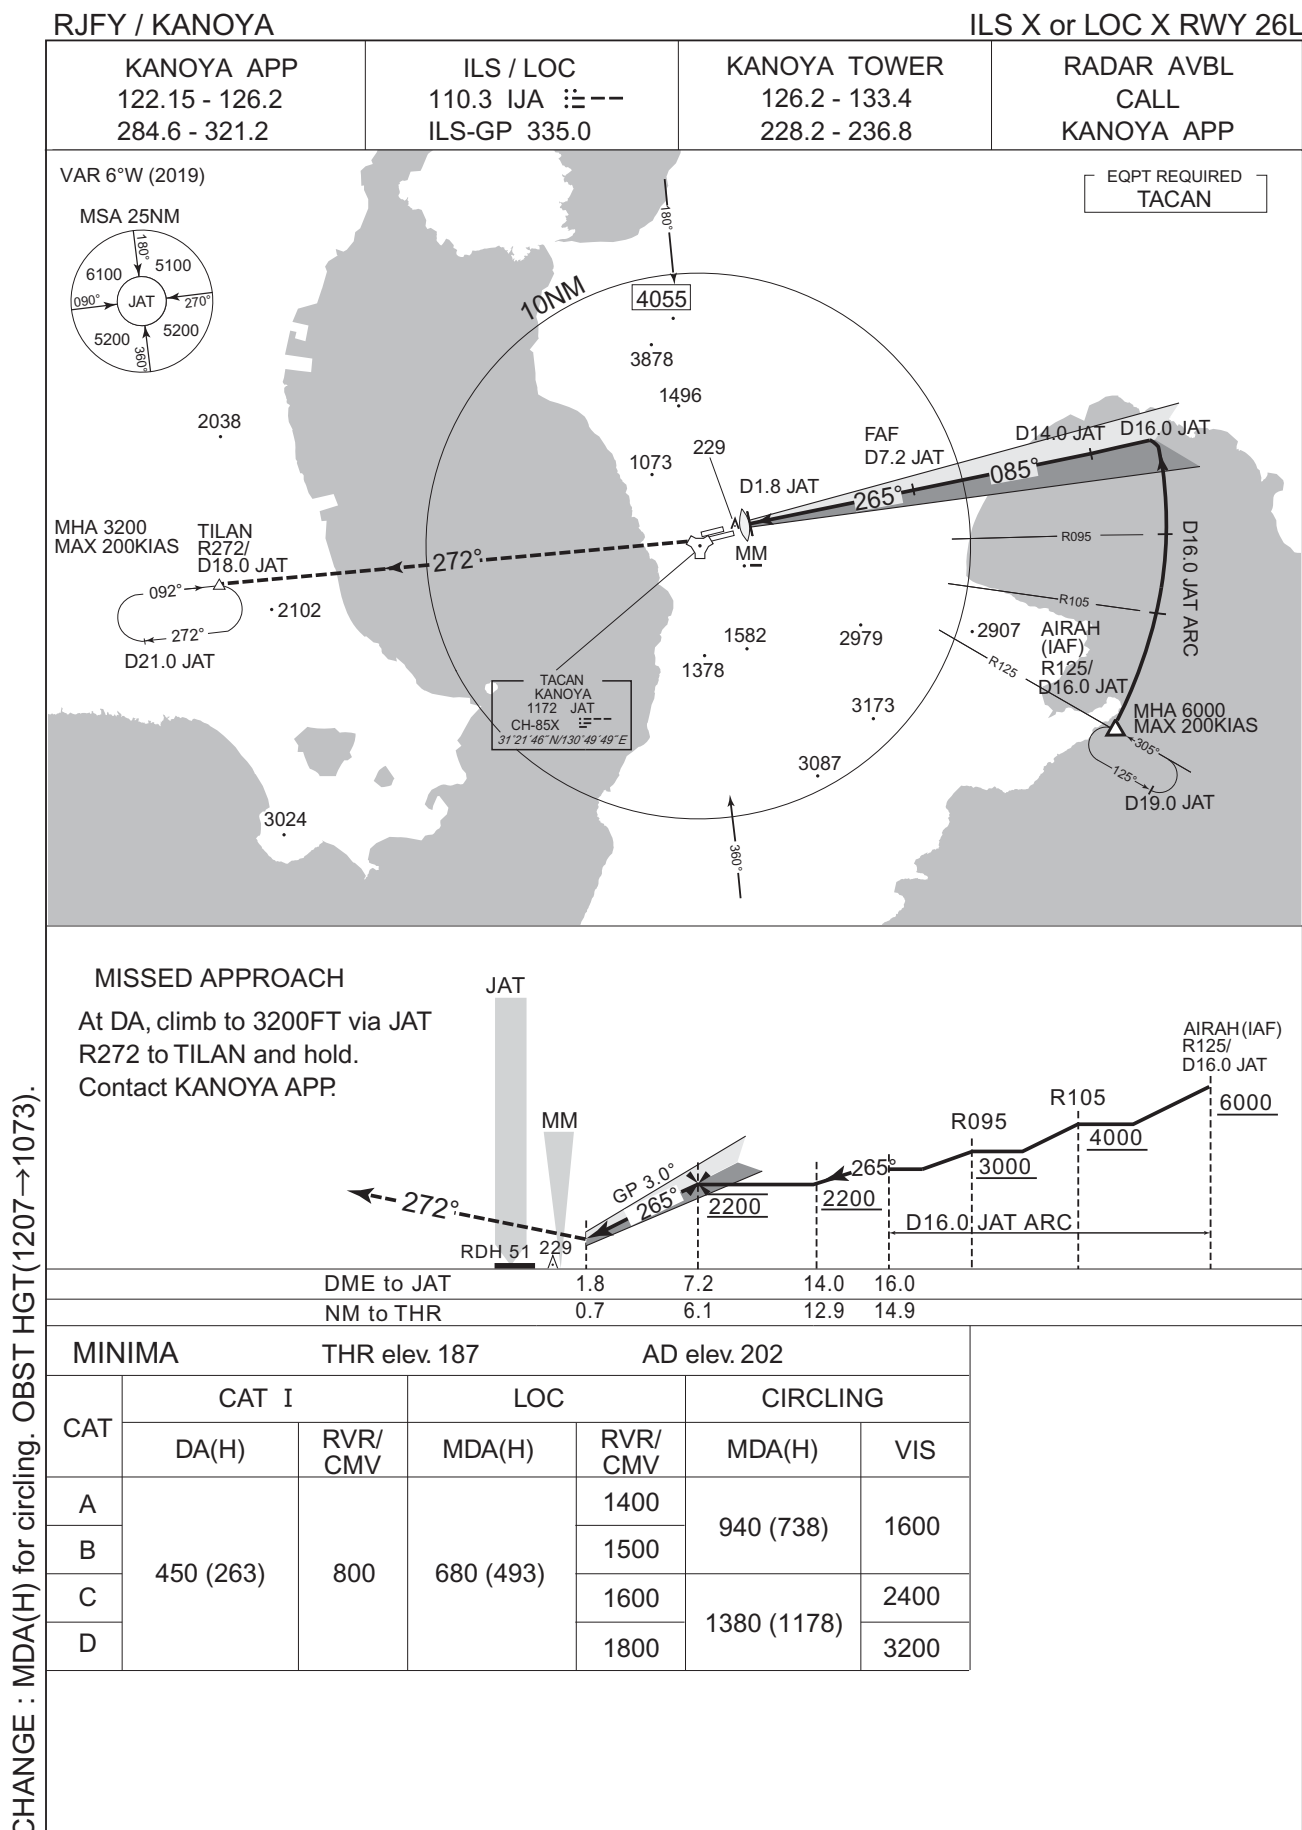 RJFY / KANOYA
ILS X or LOC X RWY 26L
KANOYA APP
122.15 - 126.2
284.6 - 321.2
ILS / LOC
110.3 IJA
ILS-GP 335.0
KANOYA TOWER
126.2 - 133.4
228.2 - 236.8
RADAR AVBL
CALL
KANOYA APP
VAR 6°W (2019)
EQPT REQUIRED
TACAN
MSA 25NM
180°
6100
5100
090°
JAT
270°
5200
5200
360°
180°
10NM
4055
3878
1496
2038
229
1073
FAF
D7.2 JAT
D14.0 JAT
D16.0 JAT
D1.8 JAT
265°
085°
MHA 3200
MAX 200KIAS
TILAN
R272/
D18.0 JAT
272°
MM
R095
D16.0 JAT ARC
092°
2102
272°
D21.0 JAT
R105
1582
2979
2907
AIRAH
(IAF)
R125/
D16.0 JAT
R125
1378
TACAN
KANOYA
1172 JAT
CH-85X
31°21´46˝N/130°49´49˝E
3173
MHA 6000
MAX 200KIAS
305°
125°
D19.0 JAT
3087
3024
360°
MISSED APPROACH
At DA, climb to 3200FT via JAT
R272 to TILAN and hold.
Contact KANOYA APP.
JAT
MM
AIRAH(IAF)
R125/
D16.0 JAT
6000
R105
4000
R095
3000
265°
2200
2200
GP 3.0°
265°
272°
D16.0 JAT ARC
RDH 51
229
DME to JAT 1.8 7.2 14.0 16.0
NM to THR 0.7 6.1 12.9 14.9
MINIMA THR elev. 187 AD elev. 202
CAT
CAT I
LOC
CIRCLING
DA(H)
RVR/
CMV
MDA(H)
RVR/
CMV
MDA(H)
VIS
A
B
C
D
450 (263)
800
680 (493)
1400
1500
1600
1800
940 (738)
1380 (1178)
1600
2400
3200
CHANGE : MDA(H) for circling. OBST HGT(1207→1073).